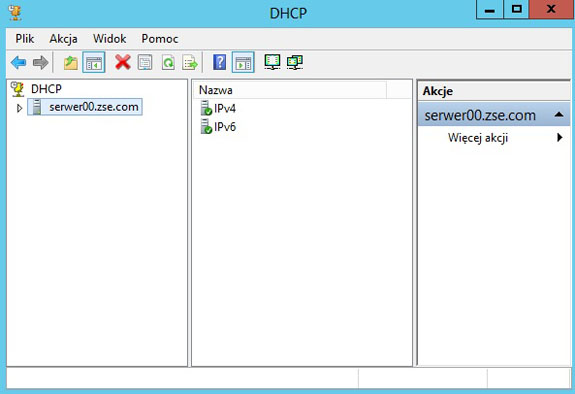 DHCP
Plik Akcja Widok Pomoc
DHCP
serwer00.zse.com
Nazwa
IPv4
IPv6
Akcje
serwer00.zse.com
Więcej akcji